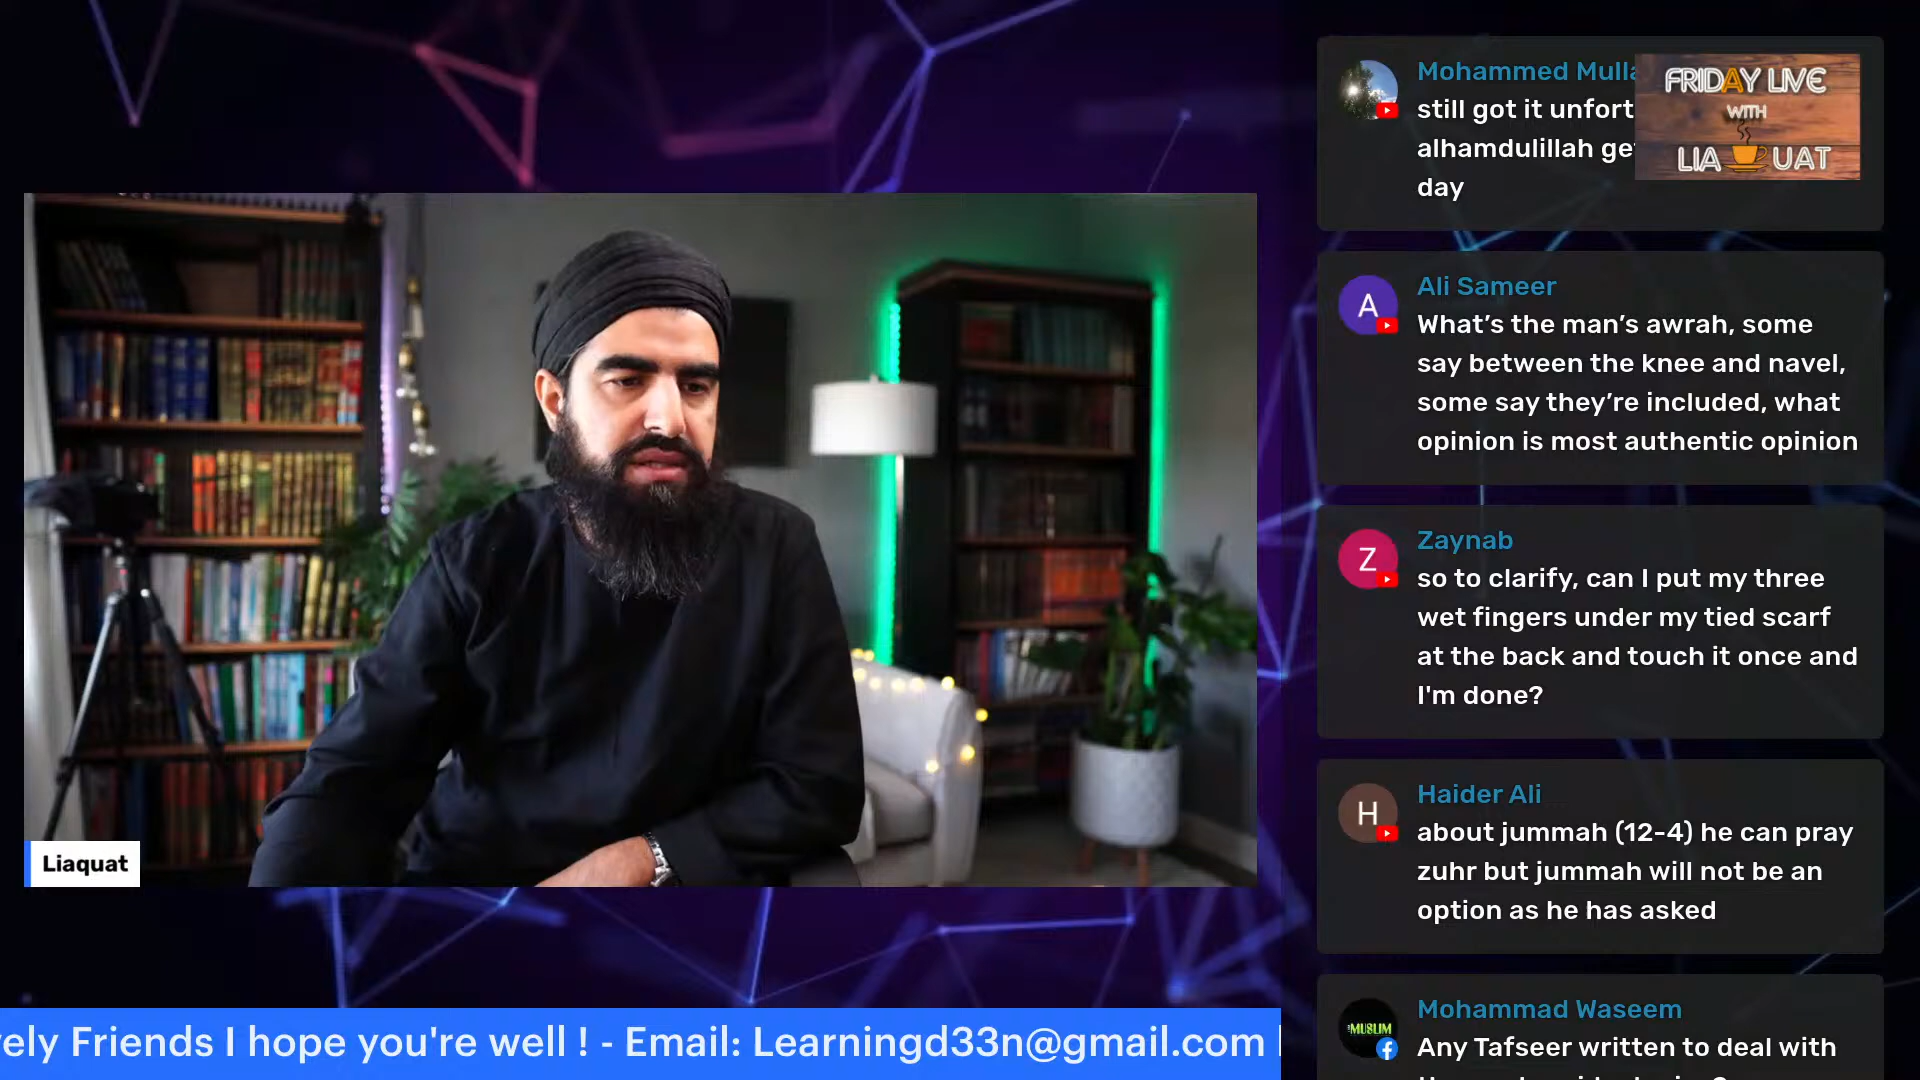 Mohammed Mulla
still got it unfort
alhamdulillah ge
day
FRIDAY LIVE
WITH
LIA UAT
Ali Sameer
What’s the man’s awrah, some
say between the knee and navel,
some say they’re included, what
opinion is most authentic opinion
Zaynab
so to clarify, can I put my three
wet fingers under my tied scarf
at the back and touch it once and
I'm done?
Haider Ali
about jummah (12-4) he can pray
zuhr but jummah will not be an
option as he has asked
MUSLIM
Mohammad Waseem
Any Tafseer written to deal with
A
Z
H
Liaquat
ely Friends I hope you're well ! - Email: Learningd33n@gmail.com